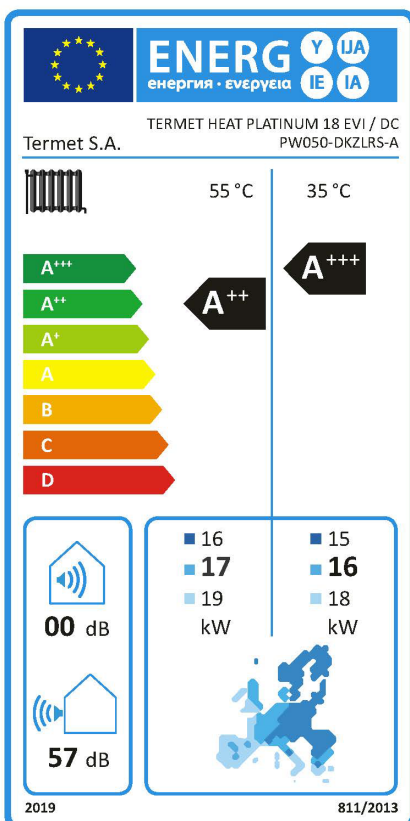 ENERG Y IJA
енергия · ενεργεια IE IA
TERMET HEAT PLATINUM 18 EVI / DC
Termet S.A. PW050-DKZLRS-A
55 °C 35 °C
A+++ A+++
A++ A++
A+
A
B
C
D
16 15
17 16
19 18
kW kW
00 dB
57 dB
2019 811/2013